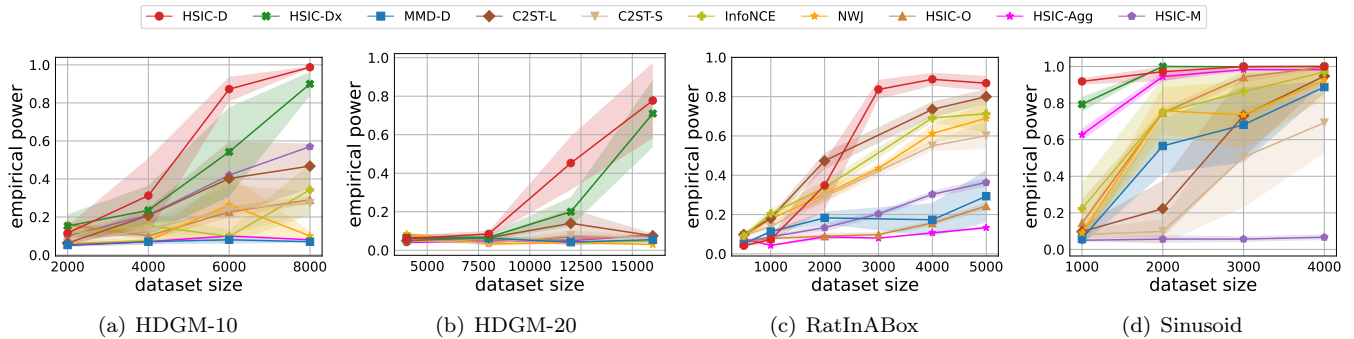 HSIC-D HSIC-Dx MMD-D C2ST-L C2ST-S InfoNCE NWJ HSIC-O HSIC-Agg HSIC-M
empirical power
1.0
0.8
0.6
0.4
0.2
0.0
2000 4000 6000 8000
dataset size
(a) HDGM-10
empirical power
1.0
0.8
0.6
0.4
0.2
0.0
5000 7500 10000 12500 15000
dataset size
(b) HDGM-20
empirical power
1.0
0.8
0.6
0.4
0.2
0.0
1000 2000 3000 4000 5000
dataset size
(c) RatInABox
empirical power
1.0
0.8
0.6
0.4
0.2
0.0
1000 2000 3000 4000
dataset size
(d) Sinusoid